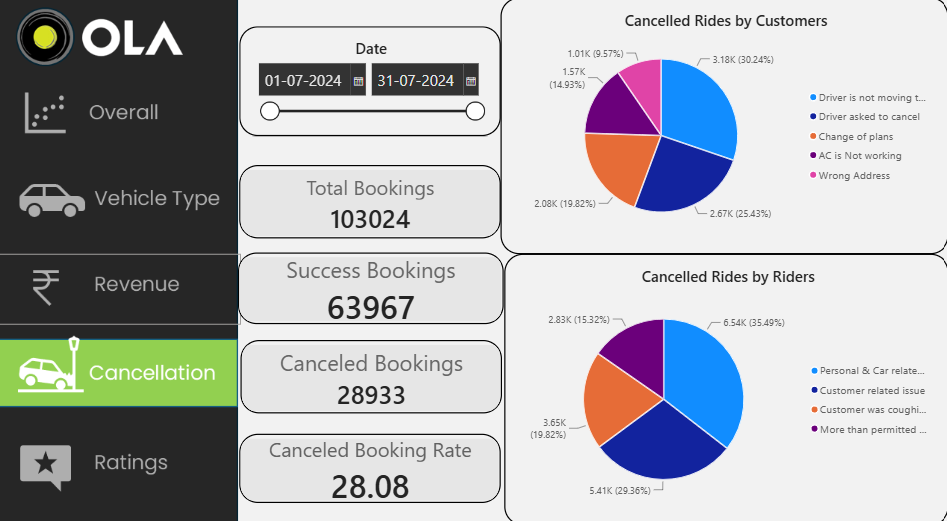 OLA
Overall
Vehicle Type
Revenue
Cancellation
Ratings
Date
01-07-2024
31-07-2024
Total Bookings
103024
Success Bookings
63967
Canceled Bookings
28933
Canceled Booking Rate
28.08
Cancelled Rides by Customers
1.01K (9.57%)
1.57K
(14.93%)
2.08K (19.82%)
3.18K (30.24%)
2.67K (25.43%)
Driver is not moving t...
Driver asked to cancel
Change of plans
AC is Not working
Wrong Address
Cancelled Rides by Riders
2.83K (15.32%)
6.54K (35.49%)
3.65K
(19.82%)
5.41K (29.36%)
Personal & Car relate...
Customer related issue
Customer was coughi...
More than permitted ...